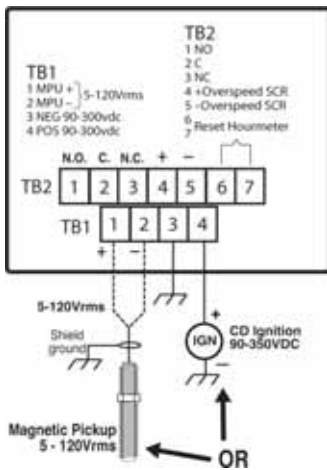 TB2
1 NO
2 C
3 NC
4 +Overspeed SCR
5 -Overspeed SCR
6
7 Reset Hourmeter
TB1
1 MPU +
2 MPU –
5-120Vrms
3 NEG 90-300vdc
4 POS 90-300vdc
N.O. C. N.C. + –
TB2 1 2 3 4 5 6 7
TB1 1 2 3 4
+ –
5-120Vrms
Shield
ground
+
IGN
–
CD Ignition
90-350VDC
Magnetic Pickup
5 - 120Vrms
OR